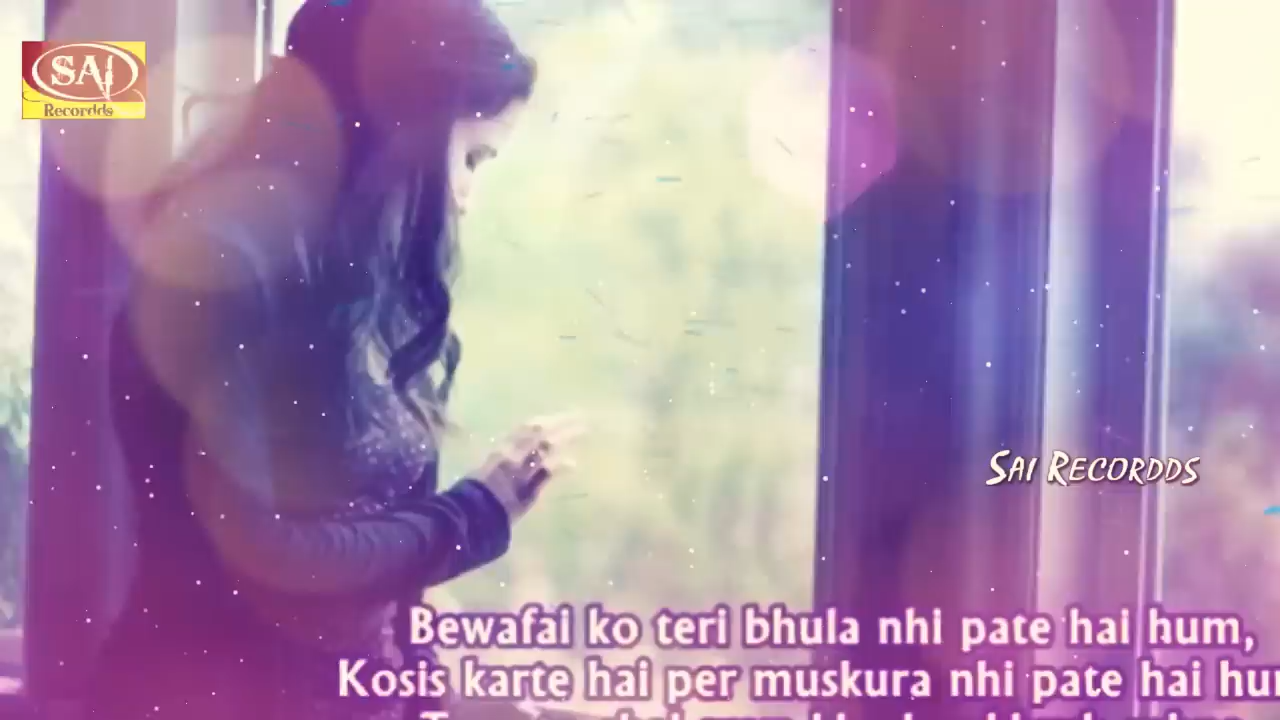 SAI
Recordds
SAI RECORDDS
Bewafai ko teri bhula nhi pate hai hum,
Kosis karte hai per muskura nhi pate hai